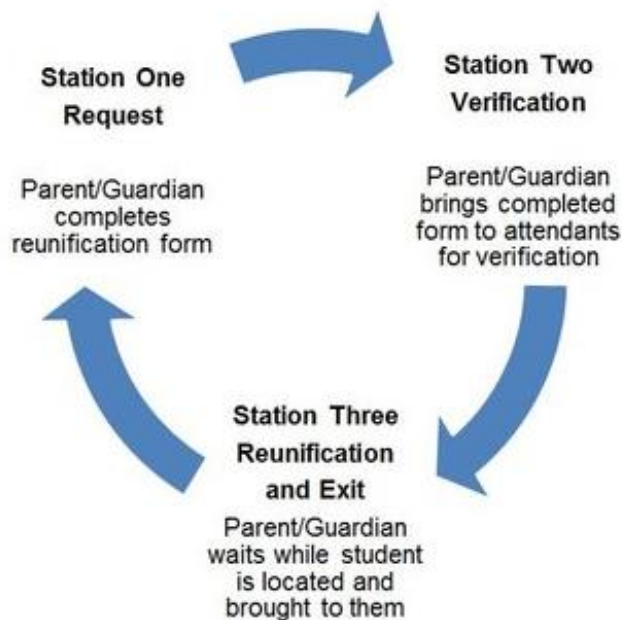 Station One
Request
Parent/Guardian
completes
reunification form
Station Two
Verification
Parent/Guardian
brings completed
form to attendants
for verification
Station Three
Reunification
and Exit
Parent/Guardian
waits while student
is located and
brought to them